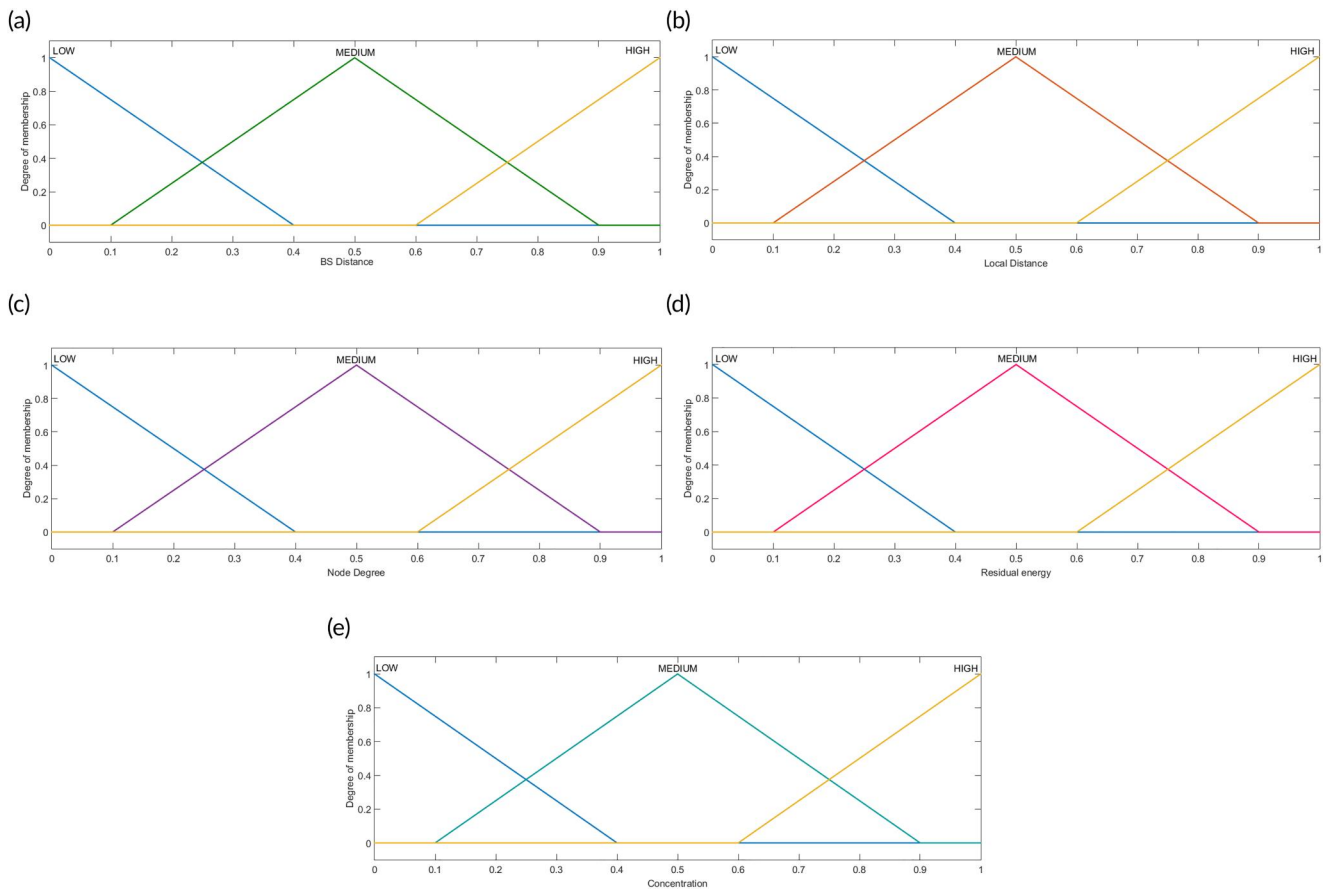 (a)
LOW MEDIUM HIGH
1
0.8
0.6
0.4
0.2
0
Degree of membership
0 0.1 0.2 0.3 0.4 0.5 0.6 0.7 0.8 0.9 1
BS Distance
(b)
LOW MEDIUM HIGH
1
0.8
0.6
0.4
0.2
0
Degree of membership
0 0.1 0.2 0.3 0.4 0.5 0.6 0.7 0.8 0.9 1
Local Distance
(c)
LOW MEDIUM HIGH
1
0.8
0.6
0.4
0.2
0
Degree of membership
0 0.1 0.2 0.3 0.4 0.5 0.6 0.7 0.8 0.9 1
Node Degree
(d)
LOW MEDIUM HIGH
1
0.8
0.6
0.4
0.2
0
Degree of membership
0 0.1 0.2 0.3 0.4 0.5 0.6 0.7 0.8 0.9 1
Residual energy
(e)
LOW MEDIUM HIGH
1
0.8
0.6
0.4
0.2
0
Degree of membership
0 0.1 0.2 0.3 0.4 0.5 0.6 0.7 0.8 0.9 1
Concentration